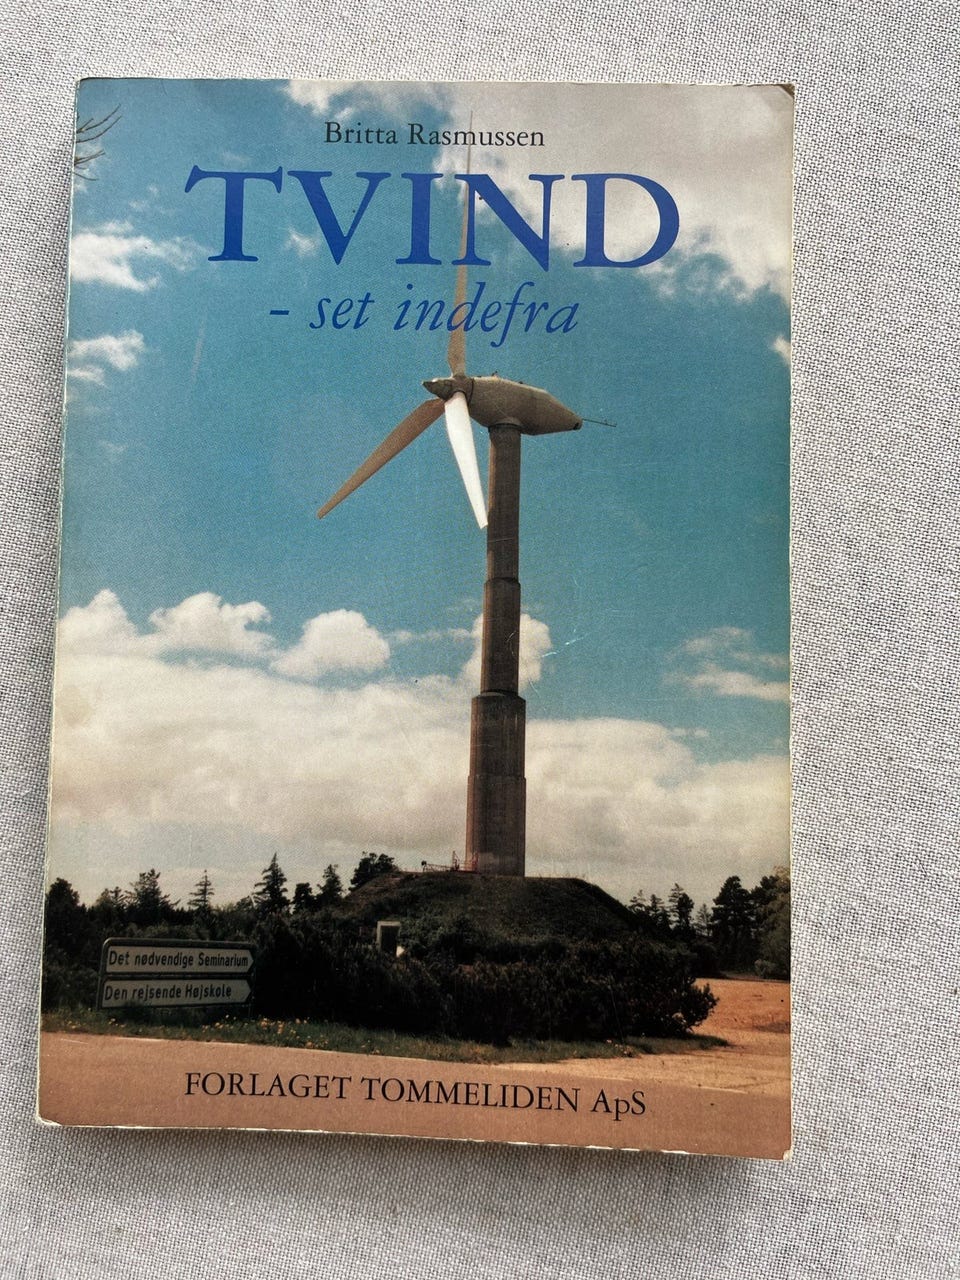 Britta Rasmussen
TVIND
- set indefra
Det nødvendige Seminarium
Den rejsende Højskole
FORLAGET TOMMELIDEN ApS